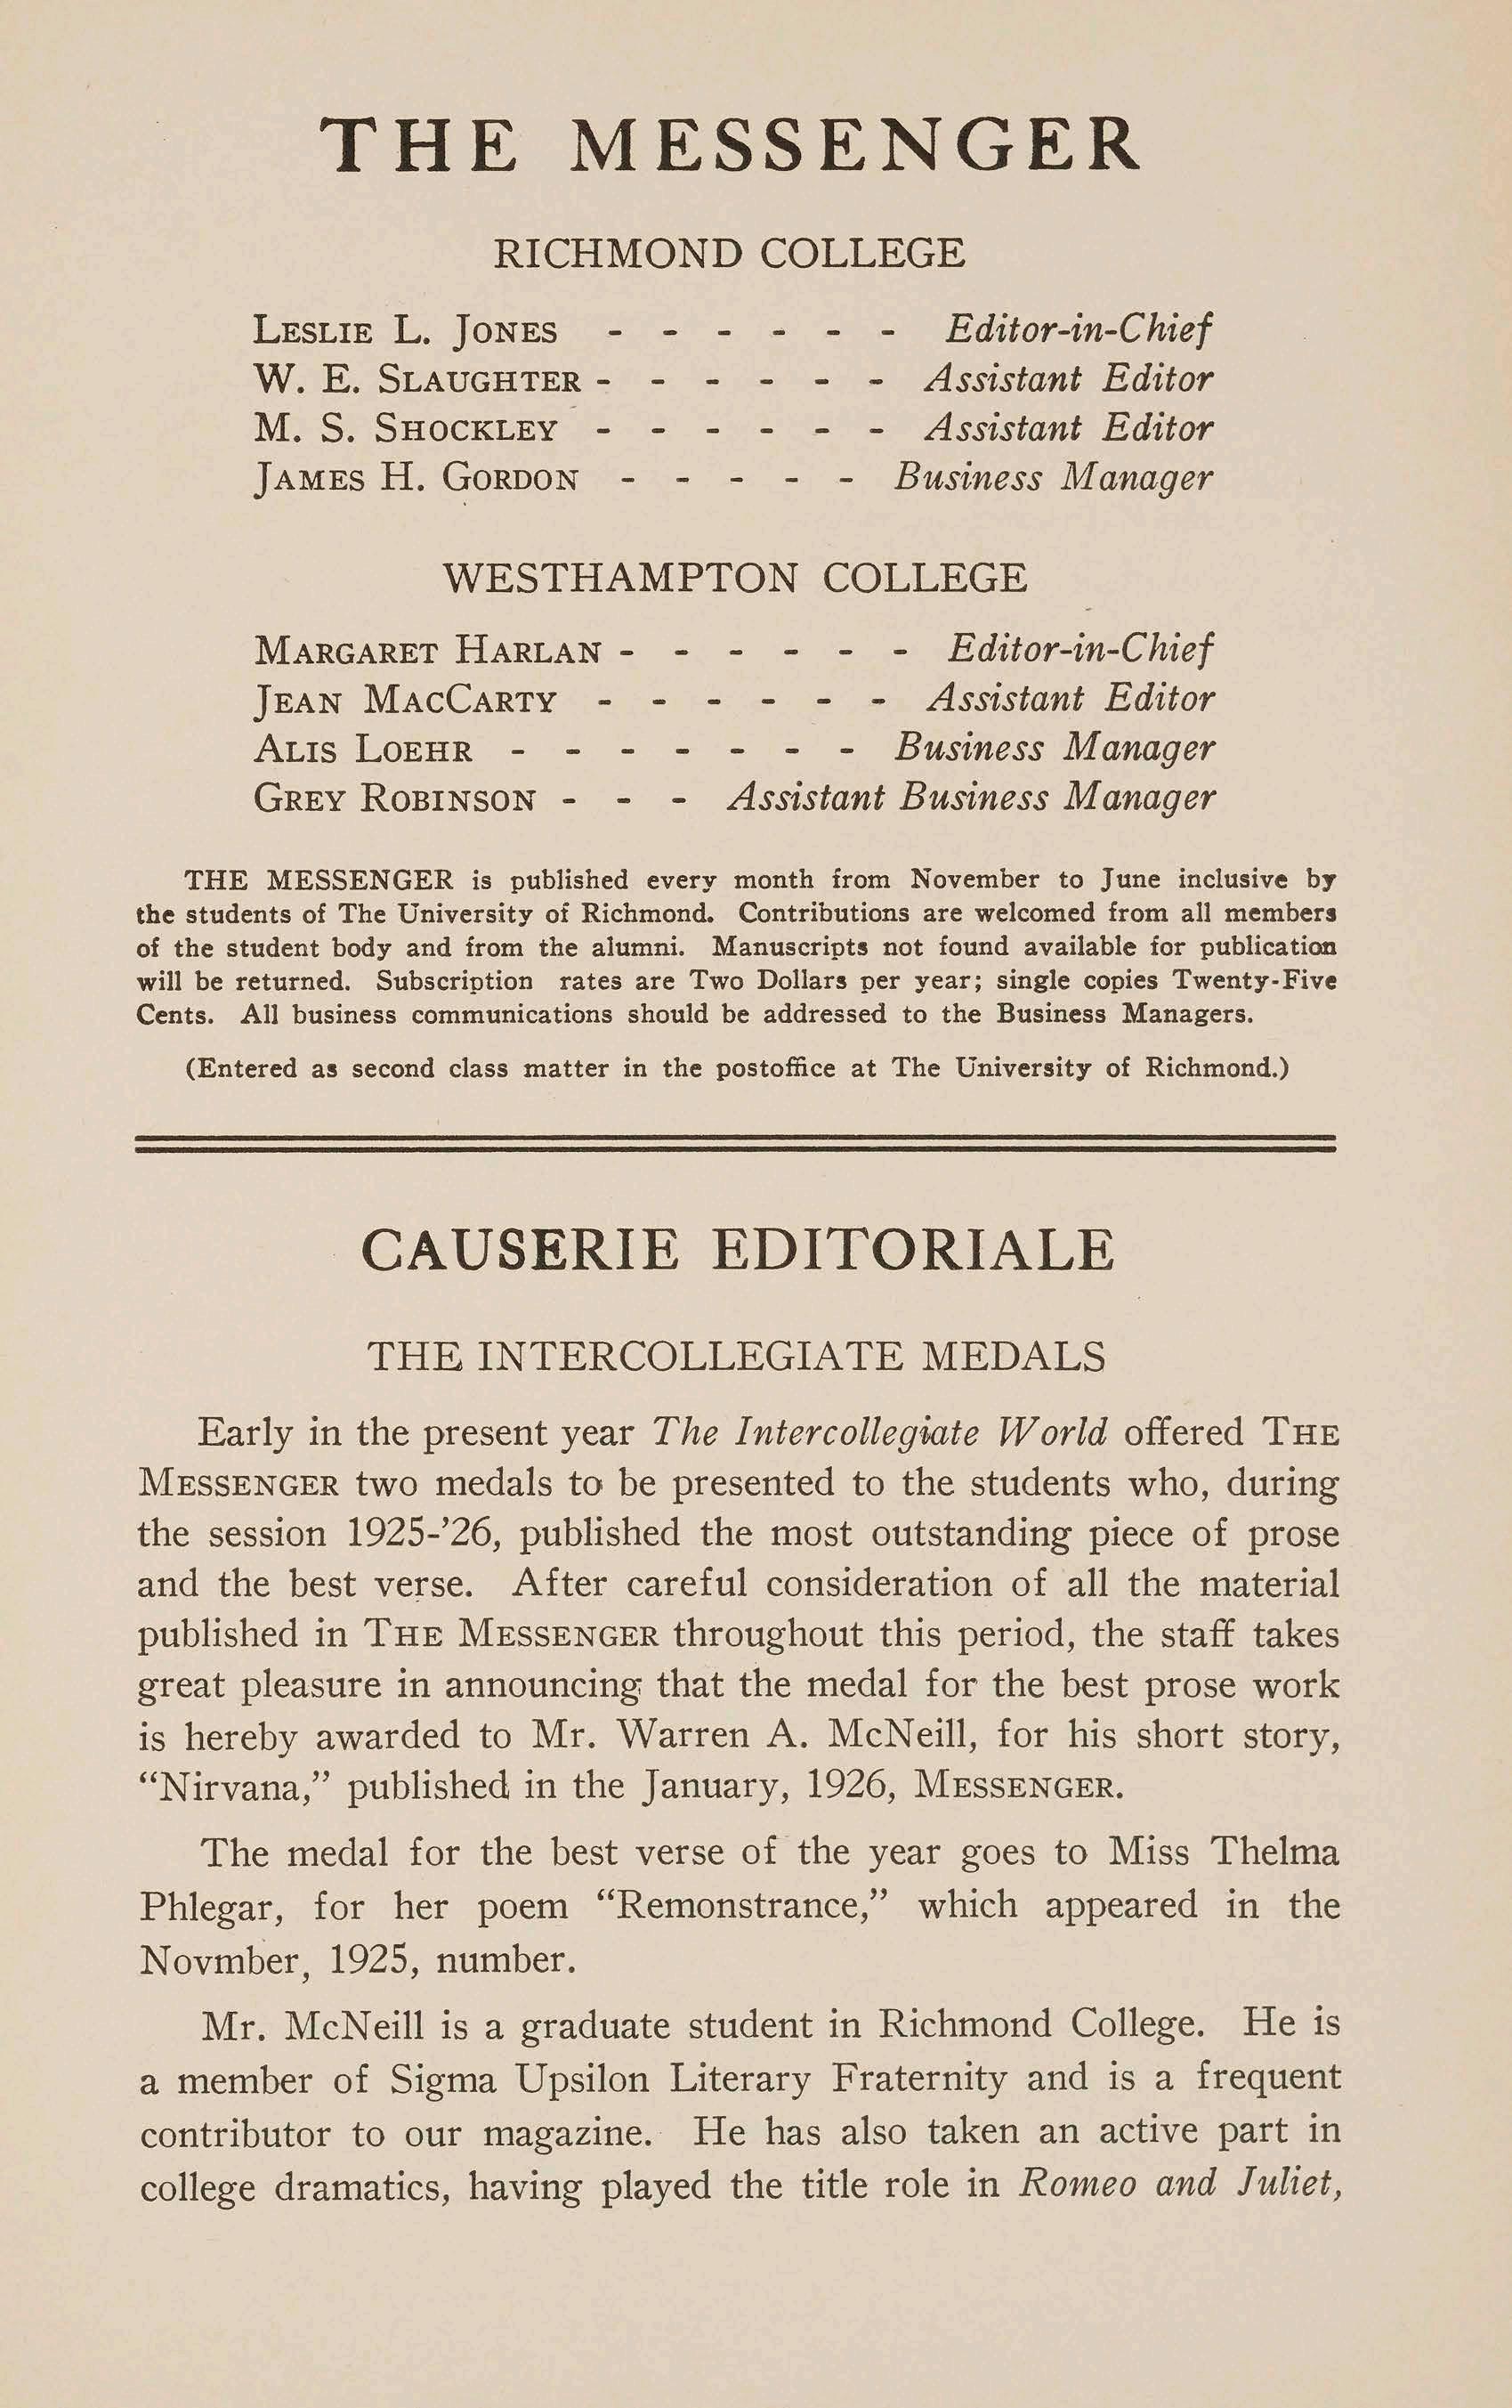 THE MESSENGER
RICHMOND COLLEGE
LESLIE L. JONES - - - - - - Editor-in-Chief
W. E. SLAUGHTER - - - - - - Assistant Editor
M. S. SHOCKLEY - - - - - - Assistant Editor
JAMES H. GORDON - - - - - Business Manager
WESTHAMPTON COLLEGE
MARGARET HARLAN - - - - - - Editor-in-Chief
JEAN MACCARTY - - - - - - Assistant Editor
ALIS LOEHR - - - - - - - Business Manager
GREY ROBINSON - - - Assistant Business Manager
THE MESSENGER is published every month from November to June inclusive by
the students of The University of Richmond. Contributions are welcomed from all members
of the student body and from the alumni. Manuscripts not found available for publication
will be returned. Subscription rates are Two Dollars per year; single copies Twenty-Five
Cents. All business communications should be addressed to the Business Managers.
(Entered as second class matter in the postoffice at The University of Richmond.)
CAUSERIE EDITORIALE
THE INTERCOLLEGIATE MEDALS
Early in the present year The Intercollegiate World offered THE
MESSENGER two medals to be presented to the students who, during
the session 1925-’26, published the most outstanding piece of prose
and the best verse. After careful consideration of all the material
published in THE MESSENGER throughout this period, the staff takes
great pleasure in announcing that the medal for the best prose work
is hereby awarded to Mr. Warren A. McNeill, for his short story,
“Nirvana,” published in the January, 1926, MESSENGER.
The medal for the best verse of the year goes to Miss Thelma
Phlegar, for her poem “Remonstrance,” which appeared in the
Novmber, 1925, number.
Mr. McNeill is a graduate student in Richmond College. He is
a member of Sigma Upsilon Literary Fraternity and is a frequent
contributor to our magazine. He has also taken an active part in
college dramatics, having played the title role in Romeo and Juliet,